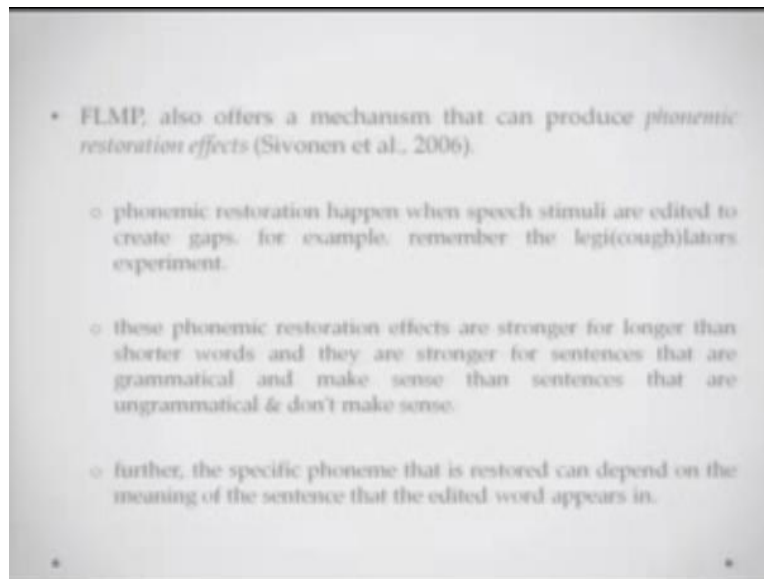 • FLMP, also offers a mechanism that can produce phonemic
restoration effects (Sivonen et al., 2006).
o phonemic restoration happen when speech stimuli are edited to
create gaps. for example, remember the legi(cough)lators
experiment.
o these phonemic restoration effects are stronger for longer than
shorter words and they are stronger for sentences that are
grammatical and make sense than sentences that are
ungrammatical & don't make sense.
o further, the specific phoneme that is restored can depend on the
meaning of the sentence that the edited word appears in.